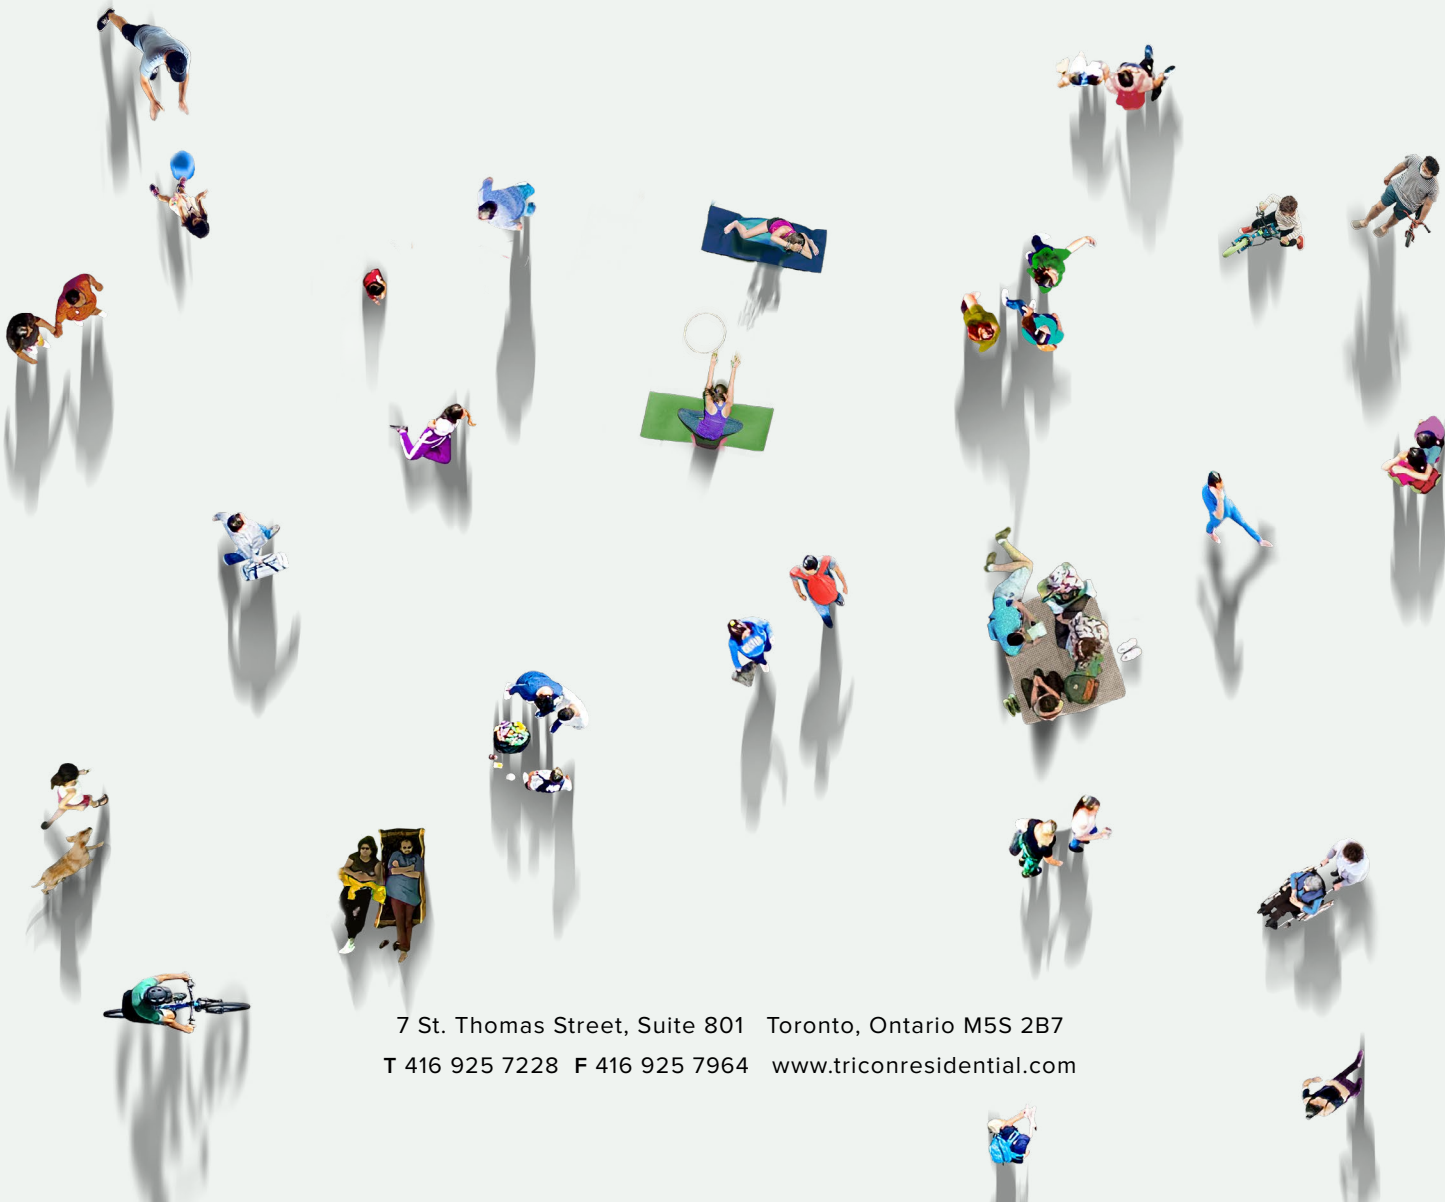 7 St. Thomas Street, Suite 801 Toronto, Ontario M5S 2B7
T 416 925 7228 F 416 925 7964 www.triconresidential.com